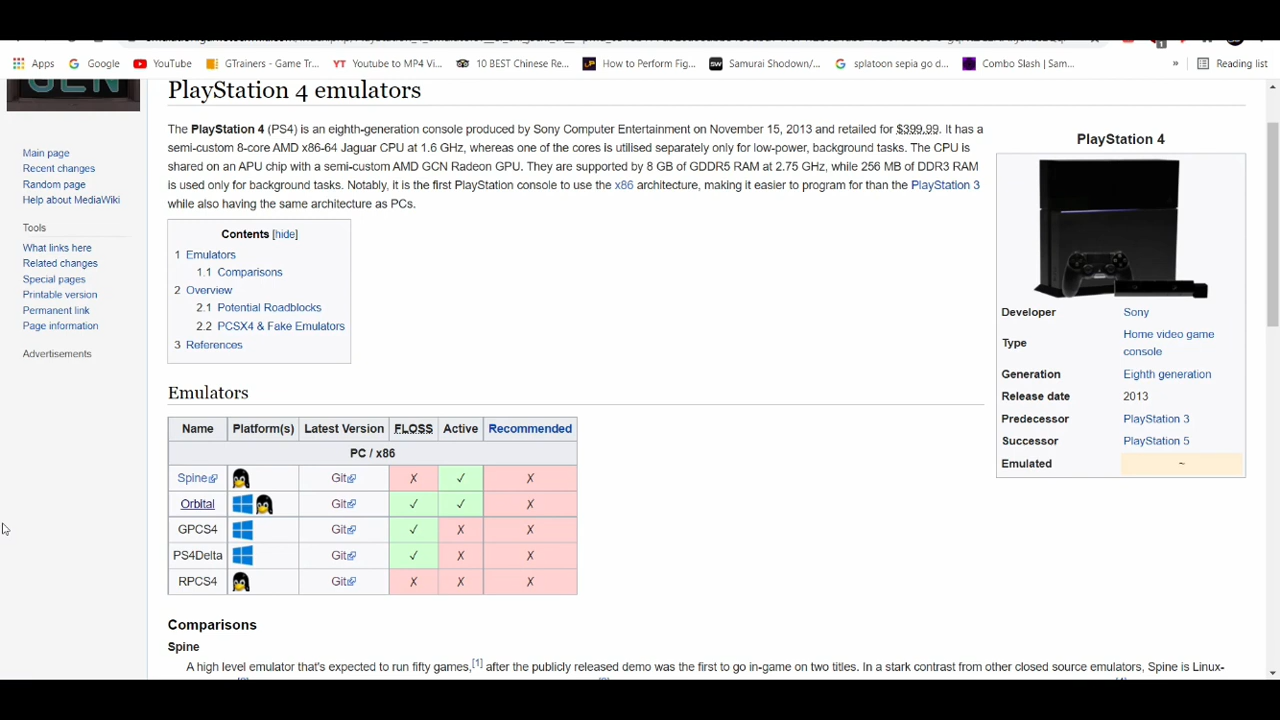 Apps
Google
YouTube
GTrainers - Game Tr...
Youtube to MP4 Vi...
10 BEST Chinese Re...
How to Perform Fig...
Samurai Shodown/...
splatoon sepia go d...
Combo Slash | Sam...
»
Reading list
GEN
Main page
Recent changes
Random page
Help about MediaWiki
Tools
What links here
Related changes
Special pages
Printable version
Permanent link
Page information
Advertisements
PlayStation 4 emulators
The PlayStation 4 (PS4) is an eighth-generation console produced by Sony Computer Entertainment on November 15, 2013 and retailed for $399.99. It has a
semi-custom 8-core AMD x86-64 Jaguar CPU at 1.6 GHz, whereas one of the cores is utilised separately only for low-power, background tasks. The CPU is
shared on an APU chip with a semi-custom AMD GCN Radeon GPU. They are supported by 8 GB of GDDR5 RAM at 2.75 GHz, while 256 MB of DDR3 RAM
is used only for background tasks. Notably, it is the first PlayStation console to use the x86 architecture, making it easier to program for than the PlayStation 3
while also having the same architecture as PCs.
Contents [hide]
1 Emulators
1.1 Comparisons
2 Overview
2.1 Potential Roadblocks
2.2 PCSX4 & Fake Emulators
3 References
PlayStation 4
Developer Sony
Type Home video game
console
Generation Eighth generation
Release date 2013
Predecessor PlayStation 3
Successor PlayStation 5
Emulated ~
Emulators
Name Platform(s) Latest Version FLOSS Active Recommended
PC / x86
Spine Git ✗ ✓ ✗
Orbital Git ✓ ✓ ✗
GPCS4 Git ✓ ✗ ✗
PS4Delta Git ✓ ✗ ✗
RPCS4 Git ✗ ✗ ✗
Comparisons
Spine
A high level emulator that's expected to run fifty games,[1] after the publicly released demo was the first to go in-game on two titles. In a stark contrast from other closed source emulators, Spine is Linux-